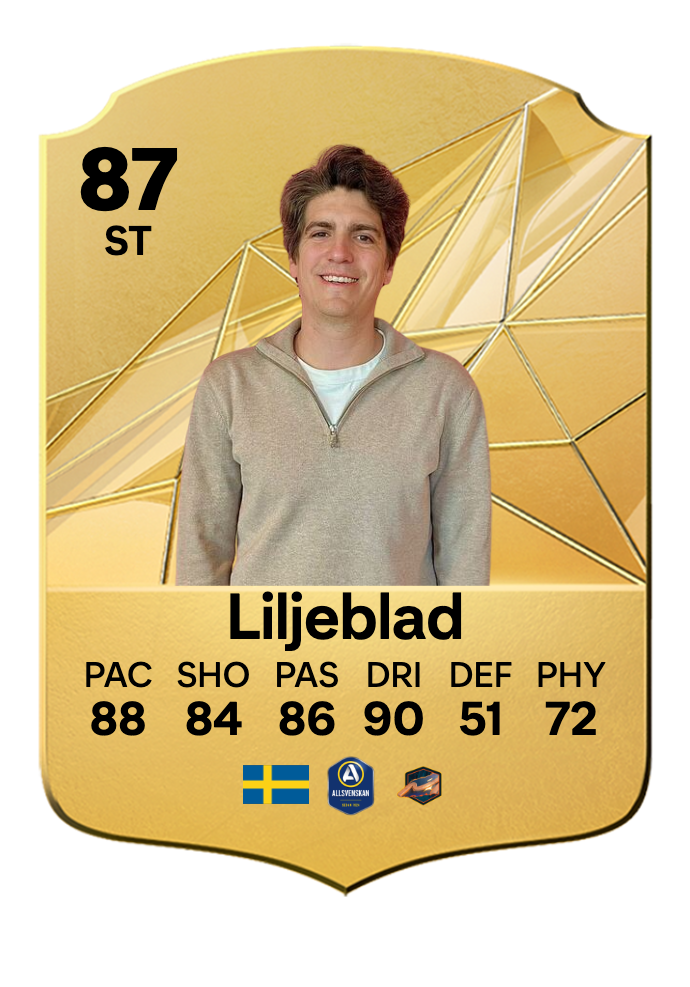 87
ST
Liljeblad
PAC SHO PAS DRI DEF PHY
88 84 86 90 51 72
ALLSVENSKAN